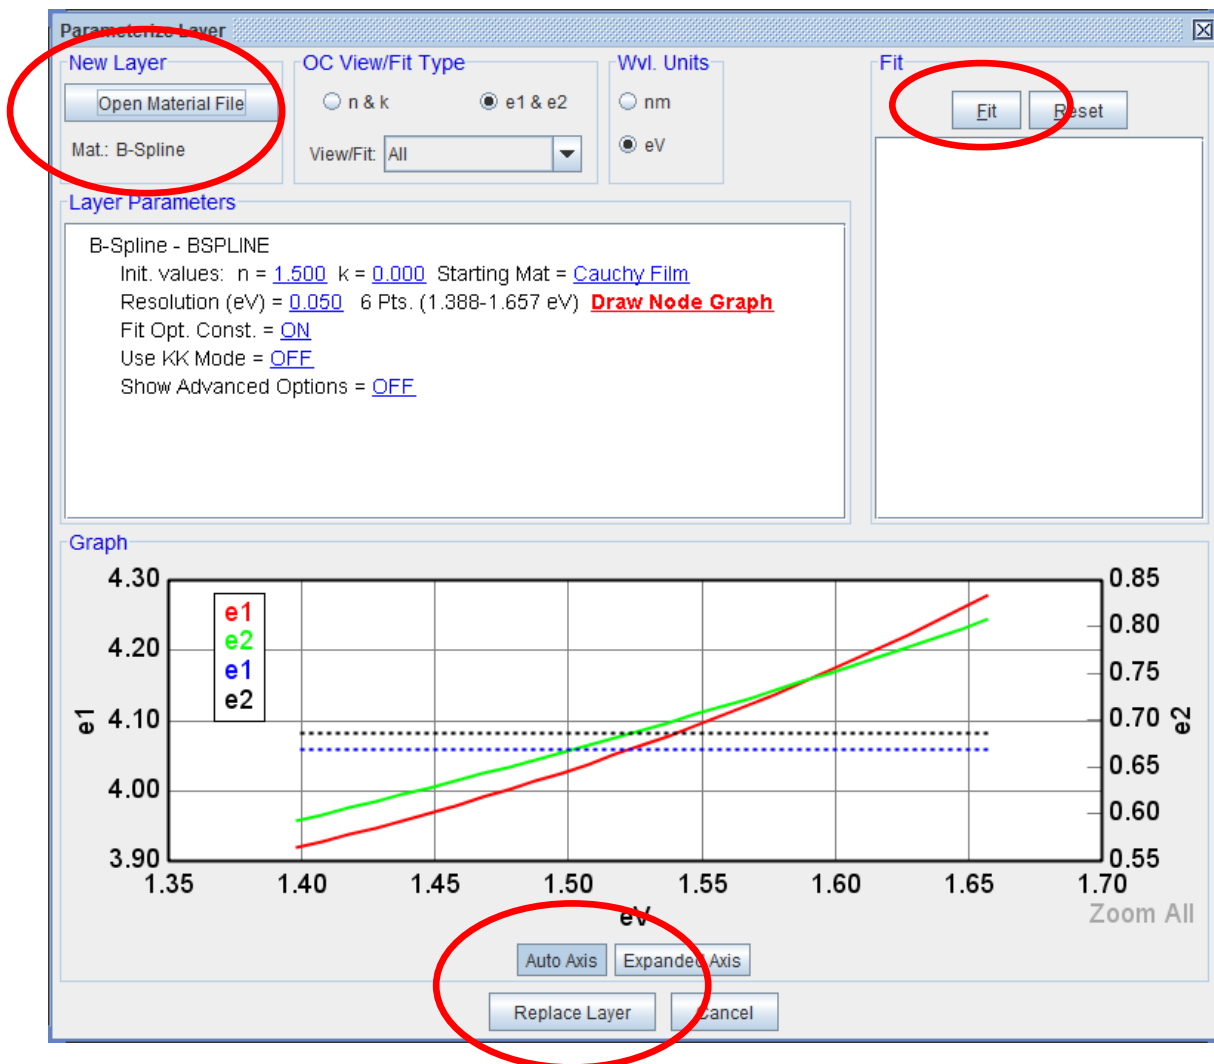 Parameterize Layer
New Layer
Open Material File
Mat.: B-Spline
OC View/Fit Type
n & k
e1 & e2
View/Fit: All
Wvl. Units
nm
eV
Fit
Fit
Reset
Layer Parameters
B-Spline - BSPLINE
Init. values: n = 1.500 k = 0.000 Starting Mat = Cauchy Film
Resolution (eV) = 0.050 6 Pts. (1.388-1.657 eV) Draw Node Graph
Fit Opt. Const. = ON
Use KK Mode = OFF
Show Advanced Options = OFF
Graph
4.30
4.20
4.10
4.00
3.90
e1
e1
e2
e1
e2
0.85
0.80
0.75
0.70
0.65
0.60
0.55
e2
1.35 1.40 1.45 1.50 1.55 1.60 1.65 1.70
eV
Zoom All
Auto Axis
Expanded Axis
Replace Layer
Cancel